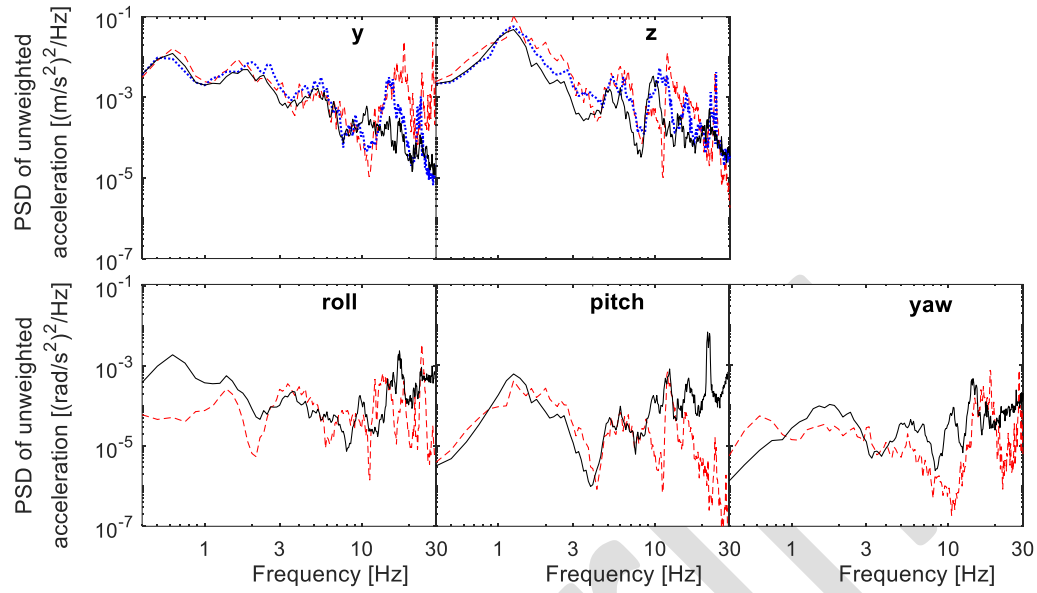 y z
PSD of unweighted
acceleration [(m/s²)²/Hz]
10⁻¹
10⁻³
10⁻⁵
10⁻⁷
roll pitch yaw
PSD of unweighted
acceleration [(rad/s²)²/Hz]
10⁻¹
10⁻³
10⁻⁵
10⁻⁷
1 3 10 30 1 3 10 30 1 3 10 30
Frequency [Hz] Frequency [Hz] Frequency [Hz]